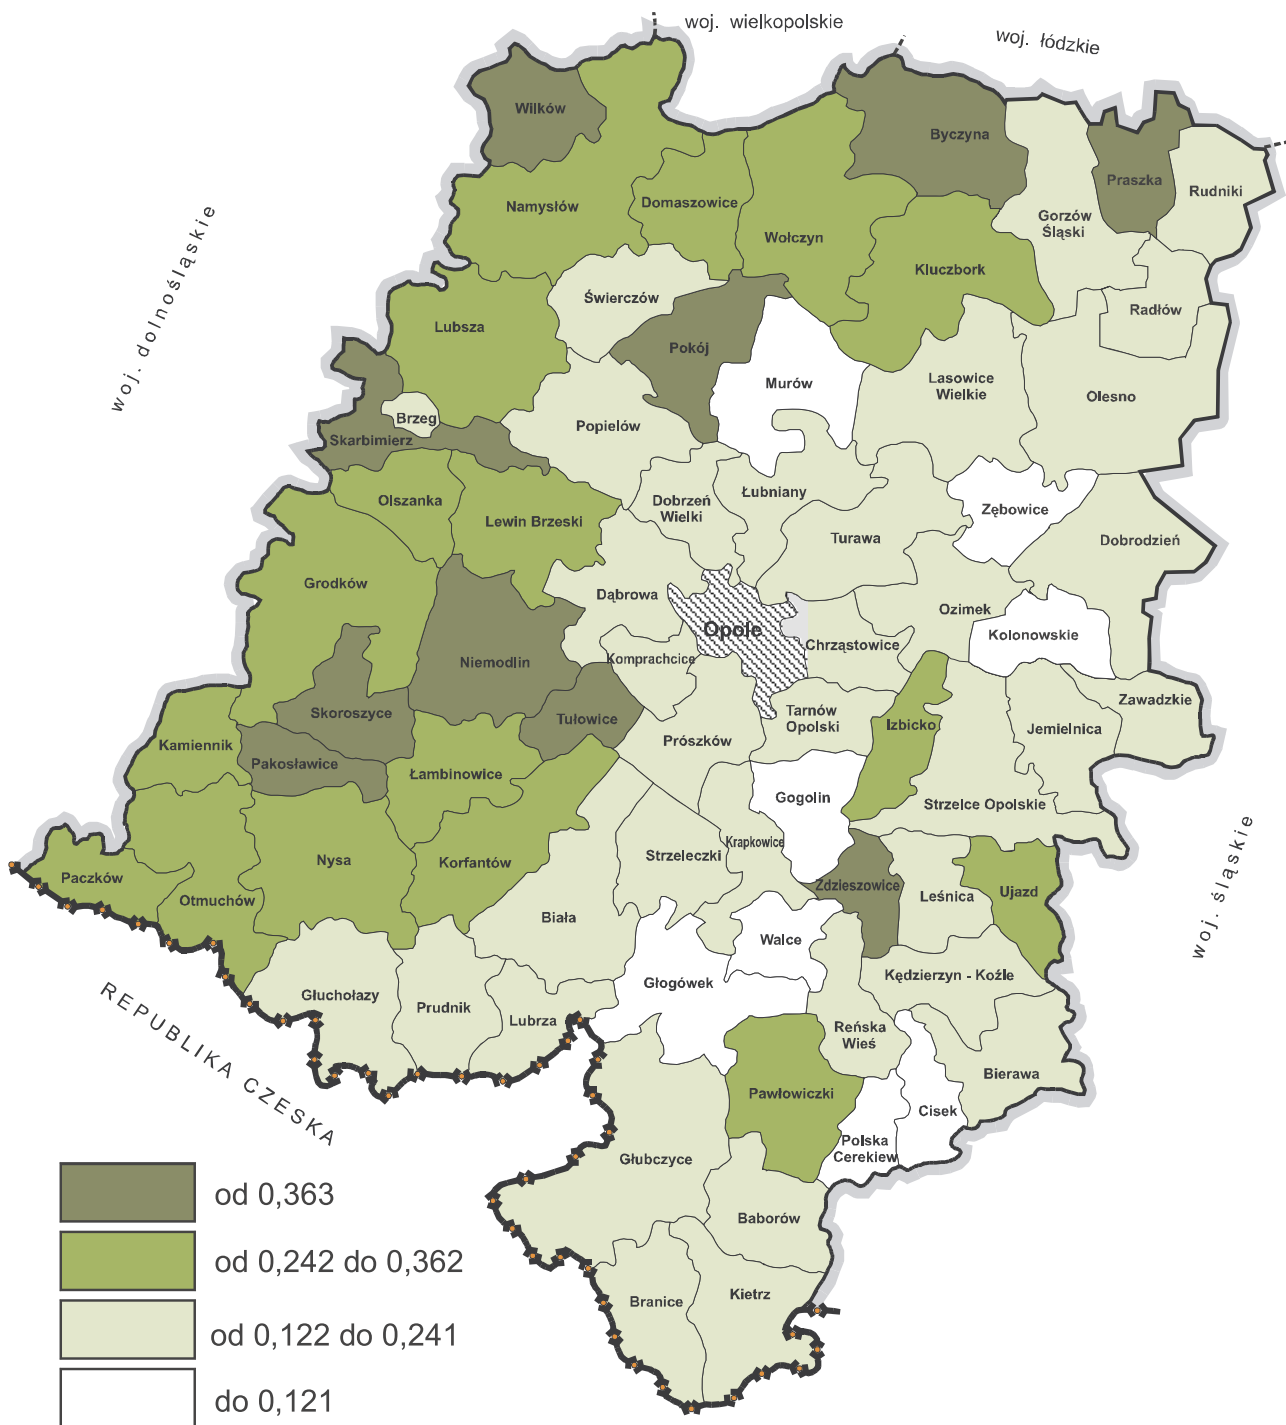 woj. wielkopolskie
woj. łódzkie
woj. dolnośląskie
woj. śląskie
REPUBLIKA CZESKA
Wilków
Byczyna
Praszka
Rudniki
Namysłów
Domaszowice
Wołczyn
Gorzów
Śląski
Kluczbork
Świerczów
Radłów
Lubsza
Pokój
Murów
Lasowice
Wielkie
Olesno
Brzeg
Skarbimierz
Popielów
Olszanka
Lewin Brzeski
Dobrzeń
Wielki
Łubniany
Zębowice
Turawa
Dobrodzień
Grodków
Dąbrowa
Ozimek
Opole
Kolonowskie
Chrząstowice
Niemodlin
Komprachcice
Skoroszyce
Tułowice
Tarnów
Opolski
Izbicko
Zawadzkie
Jemielnica
Kamiennik
Prószków
Pakosławice
Łambinowice
Gogolin
Strzelce Opolskie
Nysa
Korfantów
Strzeleczki
Krapkowice
Paczków
Otmuchów
Zdzieszowice
Leśnica
Ujazd
Biała
Walce
Głogówek
Kędzierzyn - Koźle
Głuchołazy
Prudnik
Lubrza
Reńska
Wieś
Bierawa
Pawłowiczki
Cisek
Polska
Cerekiew
Głubczyce
Baborów
Branice
Kietrz
od 0,363
od 0,242 do 0,362
od 0,122 do 0,241
do 0,121